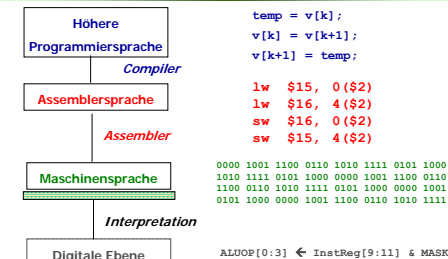 Höhere
Programmiersprache
temp = v[k];
v[k] = v[k+1];
v[k+1] = temp;
Compiler
Assemblersprache
lw $15, 0($2)
lw $16, 4($2)
sw $16, 0($2)
sw $15, 4($2)
Assembler
Maschinensprache
0000 1001 1100 0110 1010 1111 0101 1000
1010 1111 0101 1000 0000 1001 1100 0110
1100 0110 1010 1111 0101 1000 0000 1001
0101 1000 0000 1001 1100 0110 1010 1111
Interpretation
Digitale Ebene
ALUOP[0:3] ← InstReg[9:11] & MASK